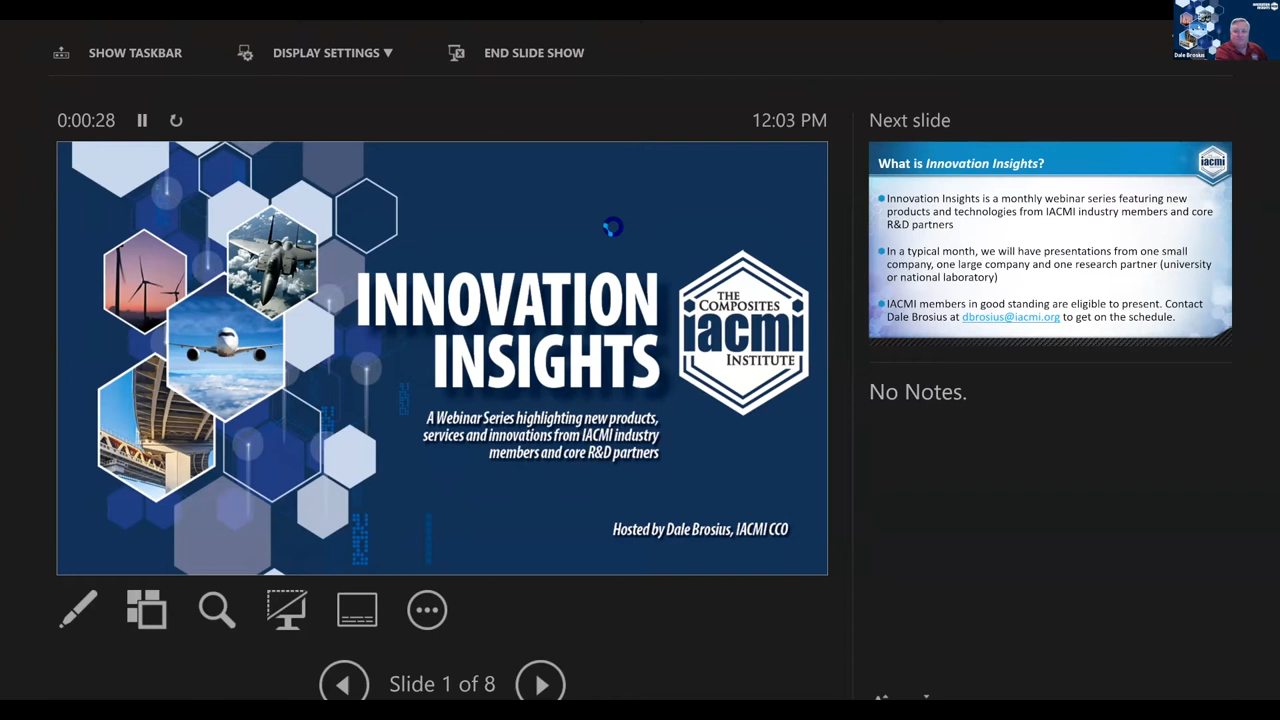 SHOW TASKBAR
DISPLAY SETTINGS ▼
END SLIDE SHOW
Dale Brosius
0:00:28
12:03 PM
INNOVATION
INSIGHTS
A Webinar Series highlighting new products,
services and innovations from IACMI industry
members and core R&D partners
THE
COMPOSITES
iacmi
INSTITUTE
Hosted by Dale Brosius, IACMI CCO
Slide 1 of 8
Next slide
What is Innovation Insights?
iacmi
Innovation Insights is a monthly webinar series featuring new
products and technologies from IACMI industry members and core
R&D partners
In a typical month, we will have presentations from one small
company, one large company and one research partner (university
or national laboratory)
IACMI members in good standing are eligible to present. Contact
Dale Brosius at dbrosius@iacmi.org to get on the schedule.
No Notes.